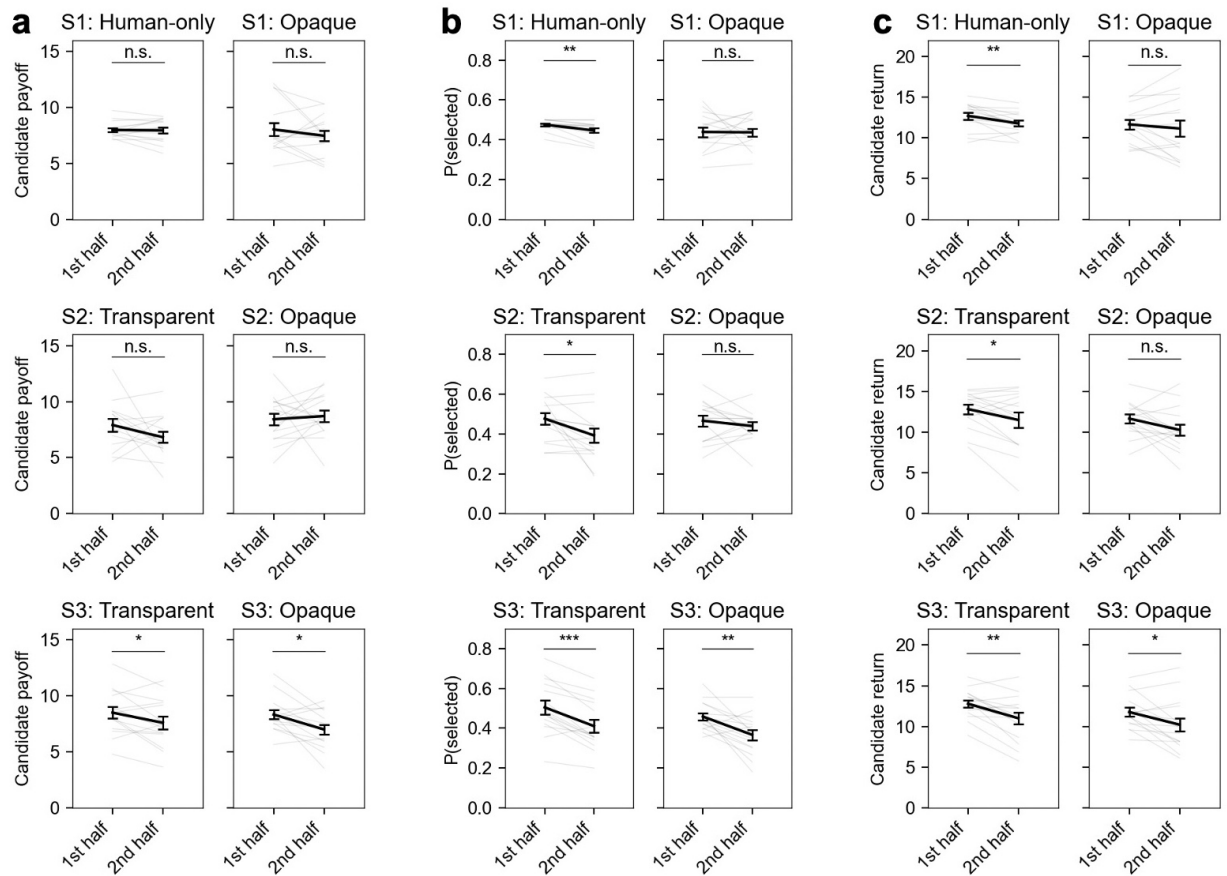 a
S1: Human-only
S1: Opaque
Candidate payoff
15
10
5
0
n.s.
n.s.
1st half
2nd half
1st half
2nd half
S2: Transparent
S2: Opaque
Candidate payoff
15
10
5
0
n.s.
n.s.
1st half
2nd half
1st half
2nd half
S3: Transparent
S3: Opaque
Candidate payoff
15
10
5
0
*
*
1st half
2nd half
1st half
2nd half
b
S1: Human-only
S1: Opaque
P(selected)
0.8
0.6
0.4
0.2
0.0
**
n.s.
1st half
2nd half
1st half
2nd half
S2: Transparent
S2: Opaque
P(selected)
0.8
0.6
0.4
0.2
0.0
*
n.s.
1st half
2nd half
1st half
2nd half
S3: Transparent
S3: Opaque
P(selected)
0.8
0.6
0.4
0.2
0.0
***
**
1st half
2nd half
1st half
2nd half
c
S1: Human-only
S1: Opaque
Candidate return
20
15
10
5
0
**
n.s.
1st half
2nd half
1st half
2nd half
S2: Transparent
S2: Opaque
Candidate return
20
15
10
5
0
*
n.s.
1st half
2nd half
1st half
2nd half
S3: Transparent
S3: Opaque
Candidate return
20
15
10
5
0
**
*
1st half
2nd half
1st half
2nd half